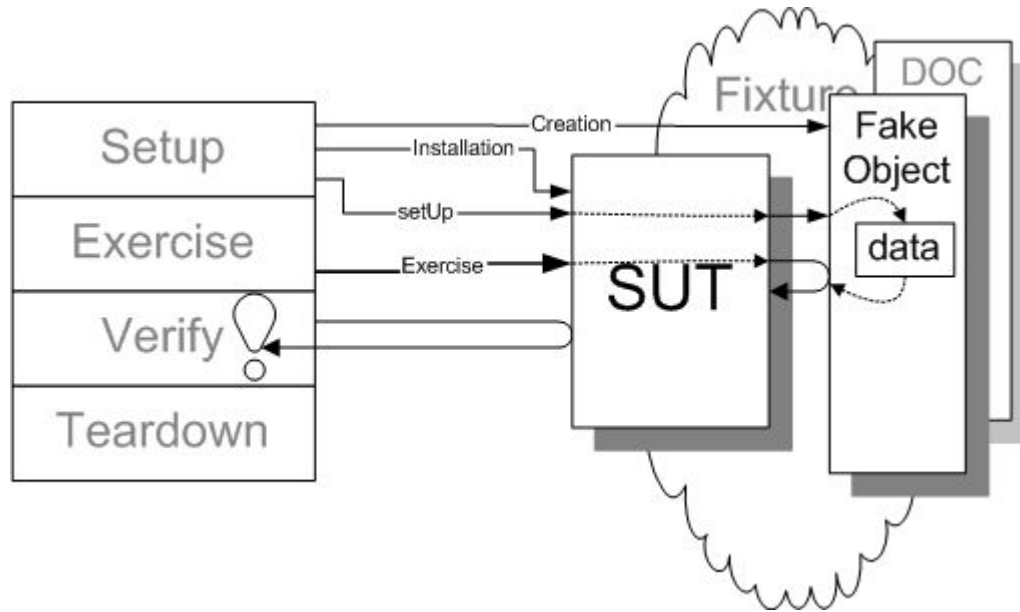 Setup
Exercise
Verify
Teardown
Creation
Installation
setUp
Exercise
SUT
Fixture
DOC
Fake
Object
data